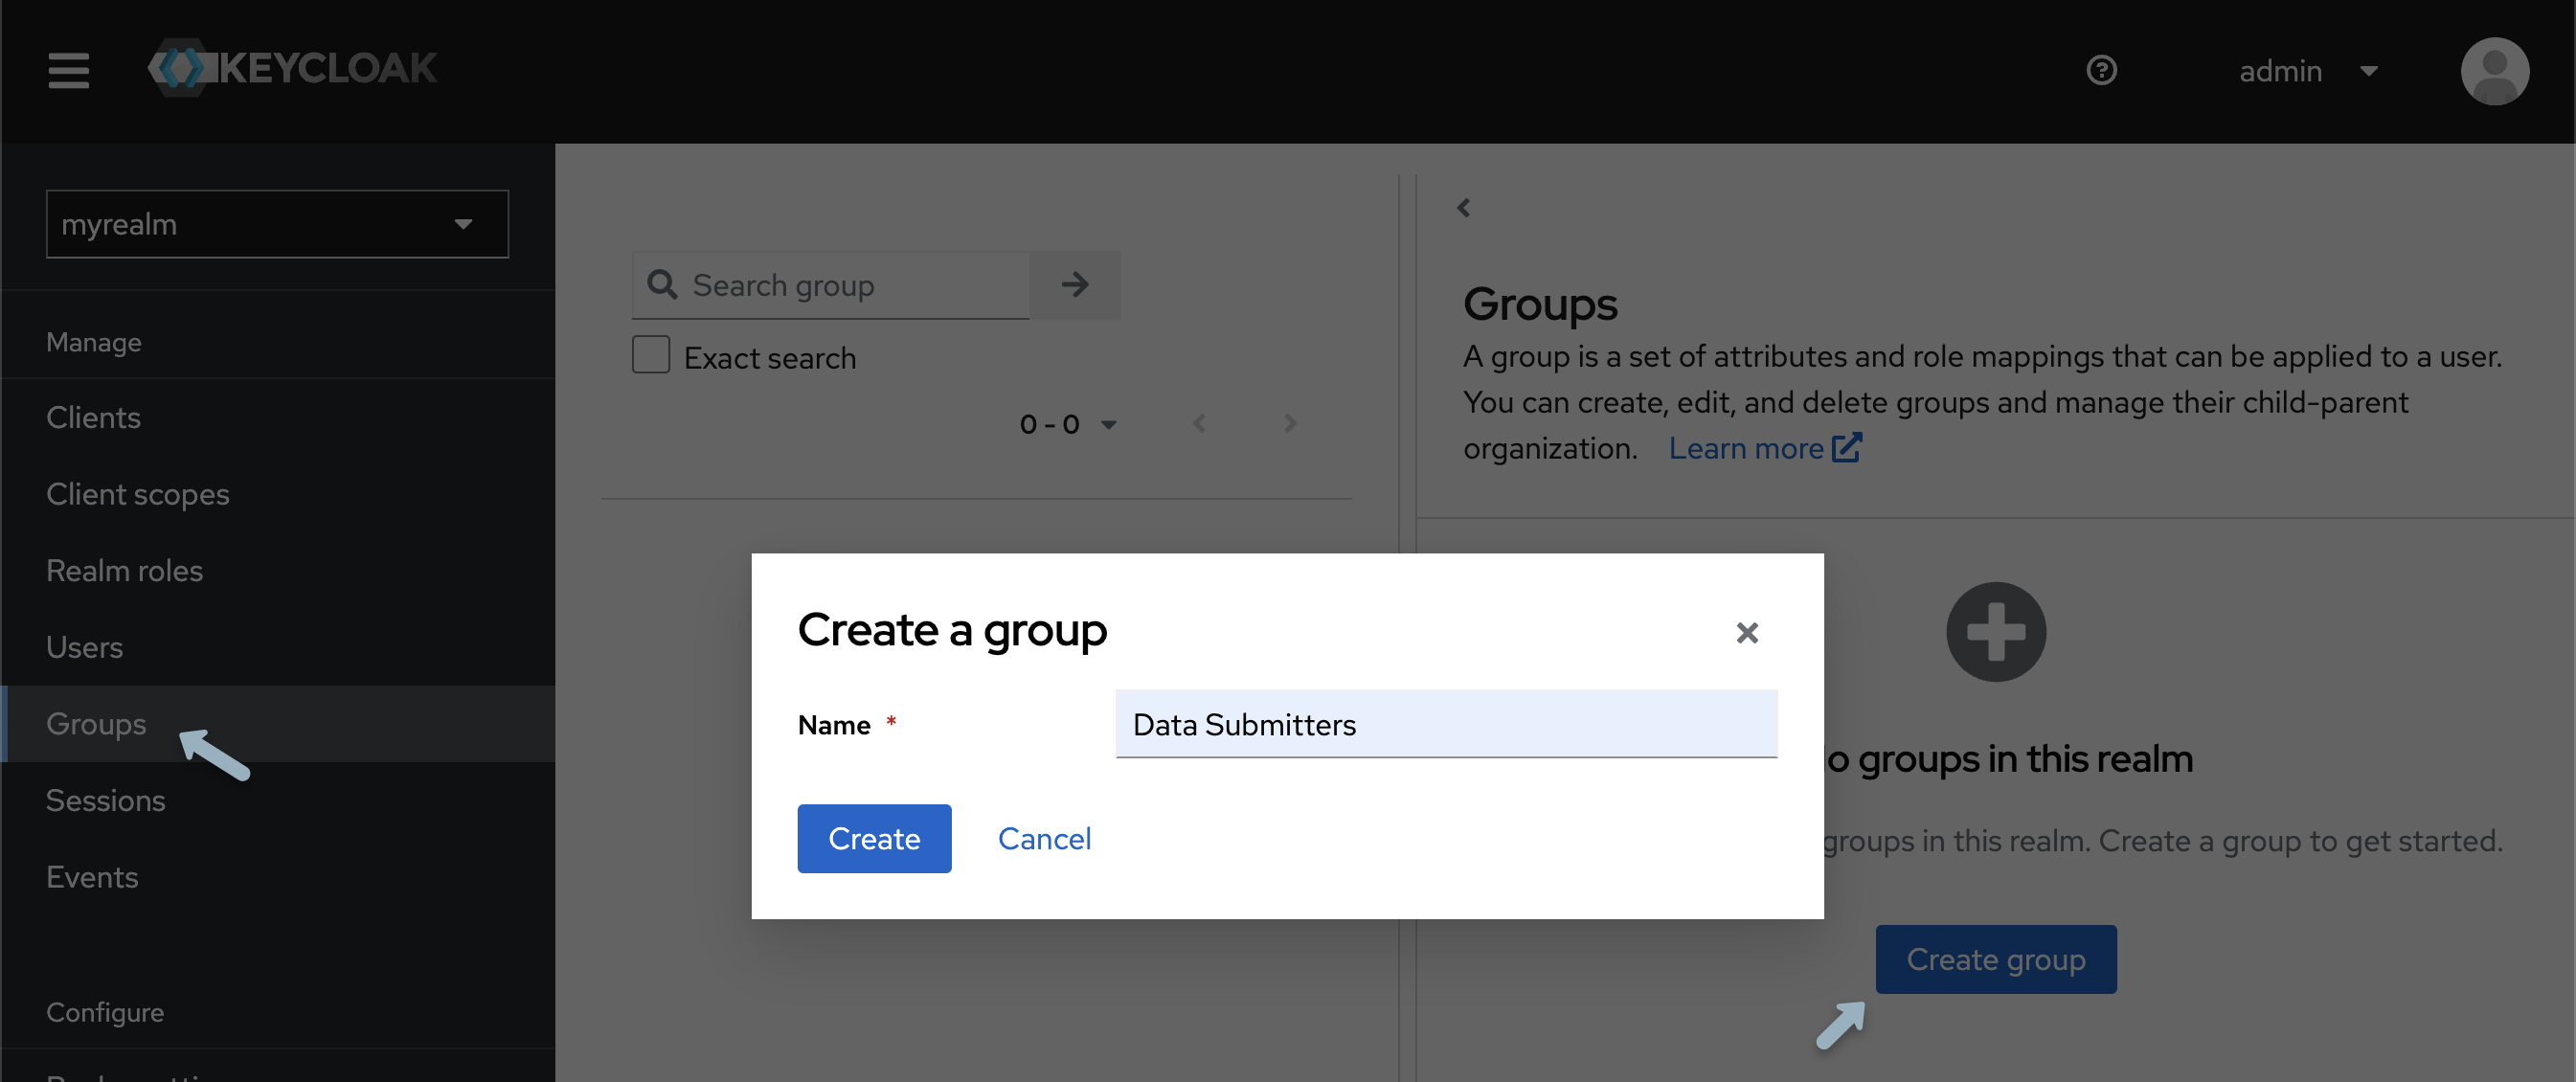 KEYCLOAK
admin
myrealm
Manage
Clients
Client scopes
Realm roles
Users
Groups
Sessions
Events
Configure
Search group
Exact search
0 - 0
Groups
A group is a set of attributes and role mappings that can be applied to a user.
You can create, edit, and delete groups and manage their child-parent
organization. Learn more
Create a group
Name *
Data Submitters
Create Cancel
groups in this realm
groups in this realm. Create a group to get started.
Create group